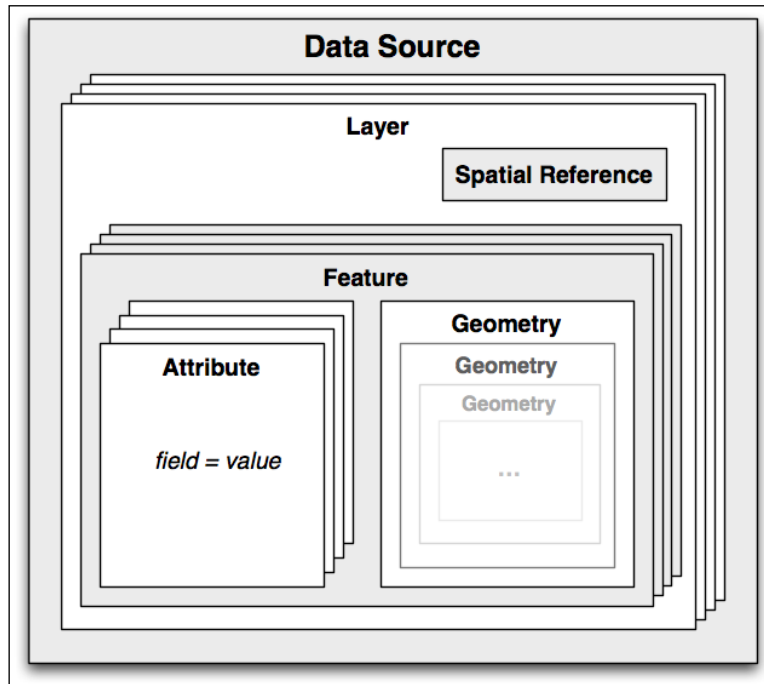 Data Source
Layer
Spatial Reference
Feature
Attribute
field = value
Geometry
Geometry
Geometry
...